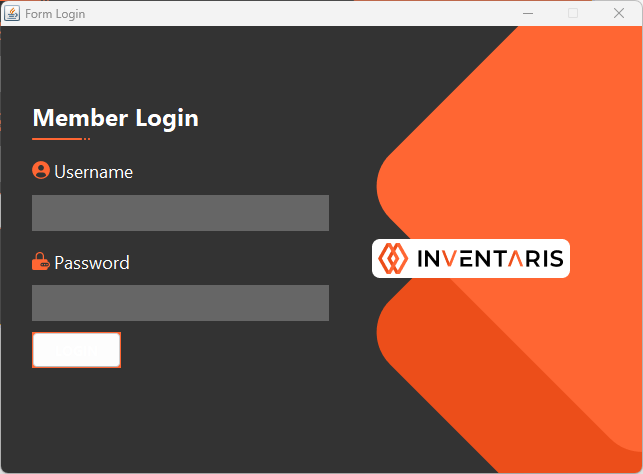 Form Login
Member Login
Username
INVENTARIS
Password